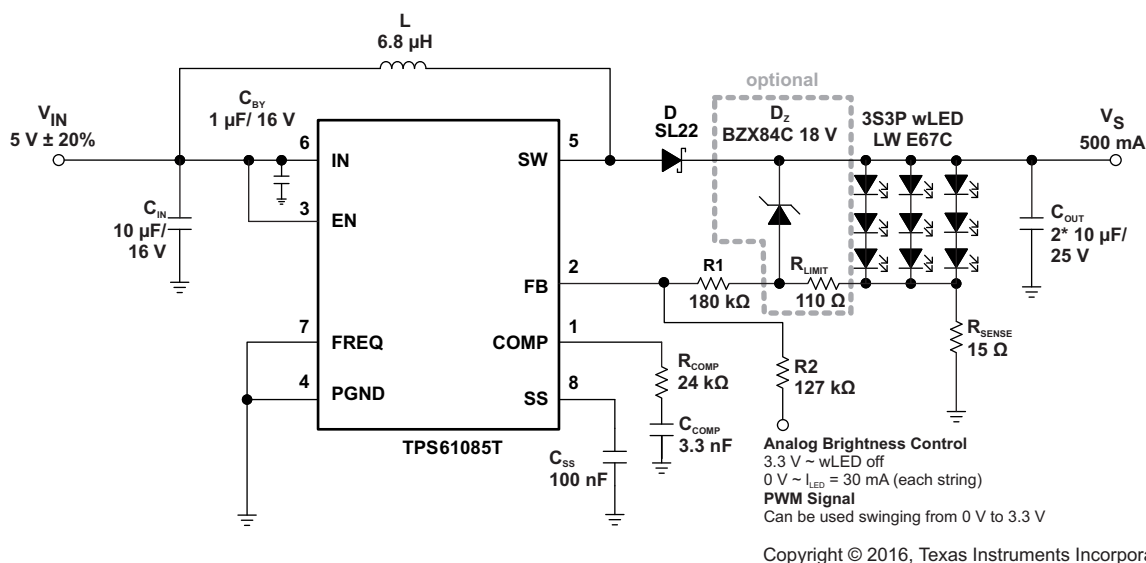 L
6.8 µH
optional
V_IN
5 V ± 20%
C_BY
1 µF/ 16 V
D
SL22
D_Z
BZX84C 18 V
3S3P wLED
LW E67C
V_S
500 mA
6
IN
SW
5
C_IN
10 µF/
16 V
3
EN
C_OUT
2* 10 µF/
25 V
2
FB
R1
180 kΩ
R_LIMIT
110 Ω
7
FREQ
COMP
1
R_SENSE
15 Ω
R_COMP
24 kΩ
R2
127 kΩ
4
PGND
SS
8
C_COMP
3.3 nF
TPS61085T
C_SS
100 nF
Analog Brightness Control
3.3 V ~ wLED off
0 V ~ I_LED = 30 mA (each string)
PWM Signal
Can be used swinging from 0 V to 3.3 V
Copyright © 2016, Texas Instruments Incorpora